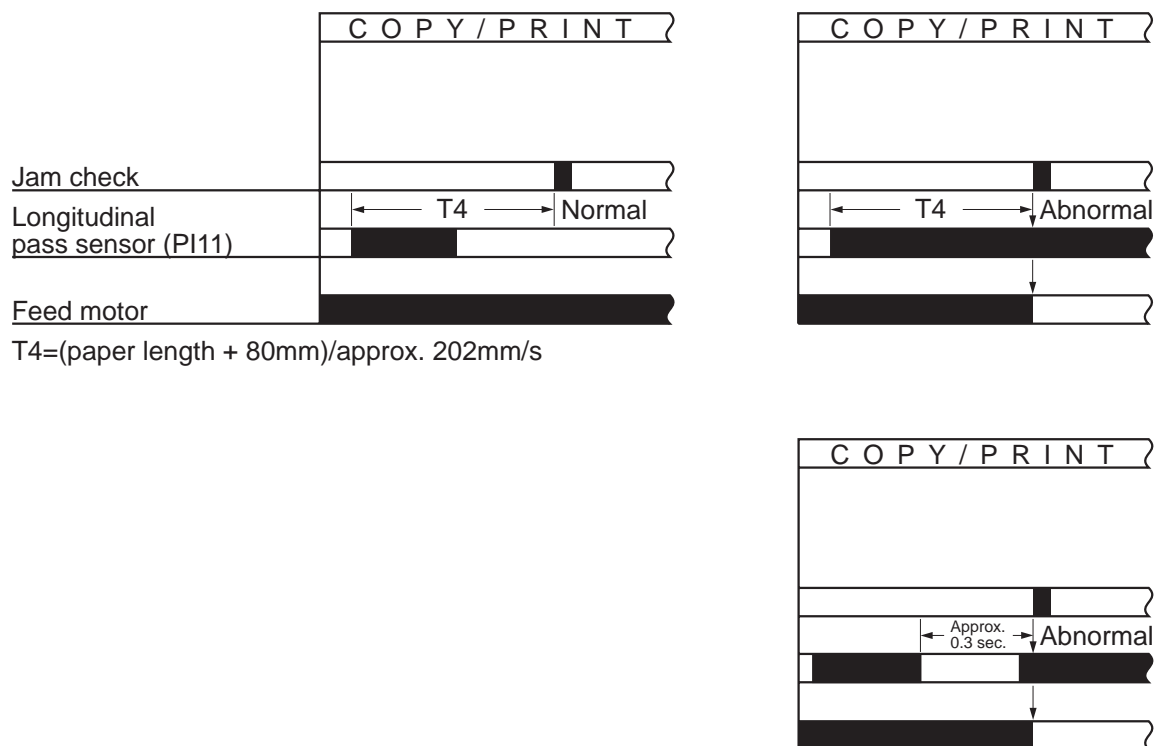 COPY/PRINT
COPY/PRINT
Jam check
T4 Normal
T4 Abnormal
Longitudinal
pass sensor (PI11)
Feed motor
T4=(paper length + 80mm)/approx. 202mm/s
COPY/PRINT
Approx.
0.3 sec.
Abnormal